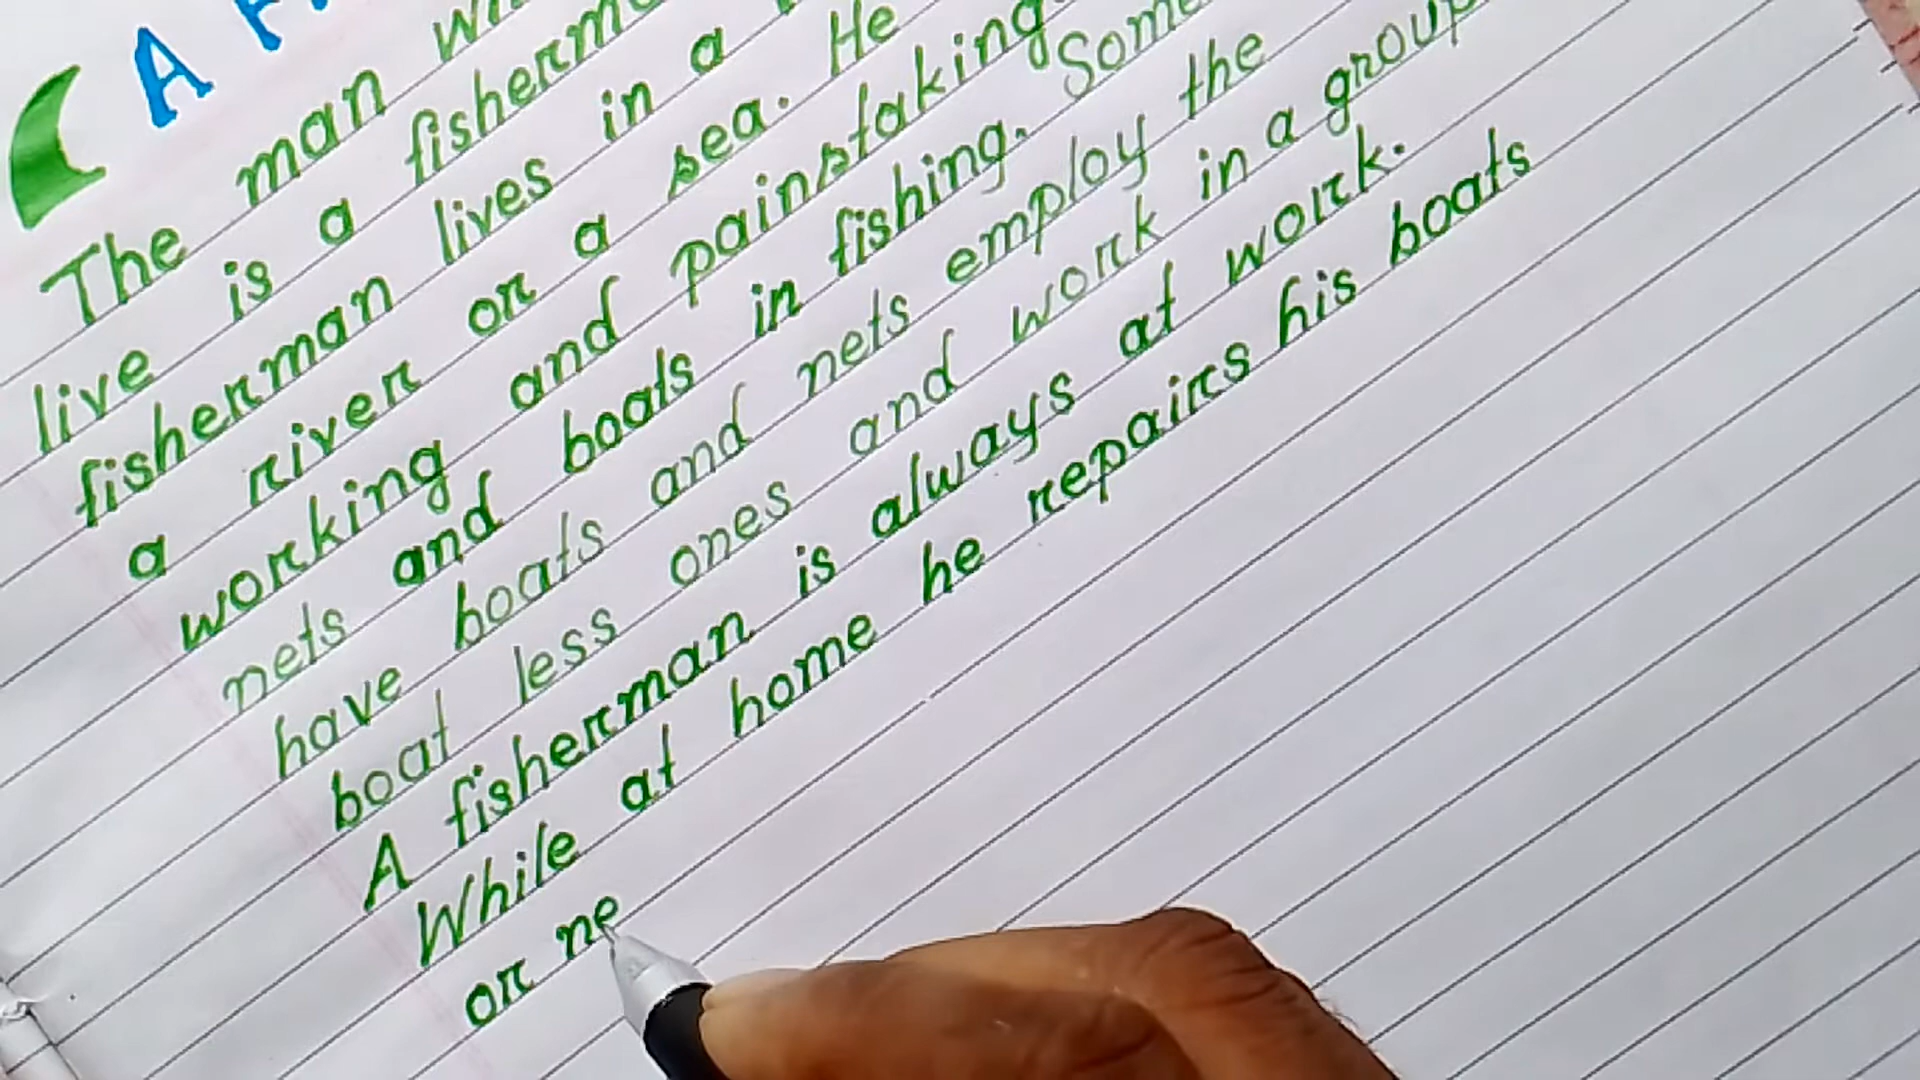 A
The man
live is a fisherm
fisherman lives in a
a river or a sea. He
working and painstaking
nets and boats in fishing. Some
have boats and nets employ the
boat less ones and work in a group
A fisherman is always at work.
While at home he repairs his boats
or ne